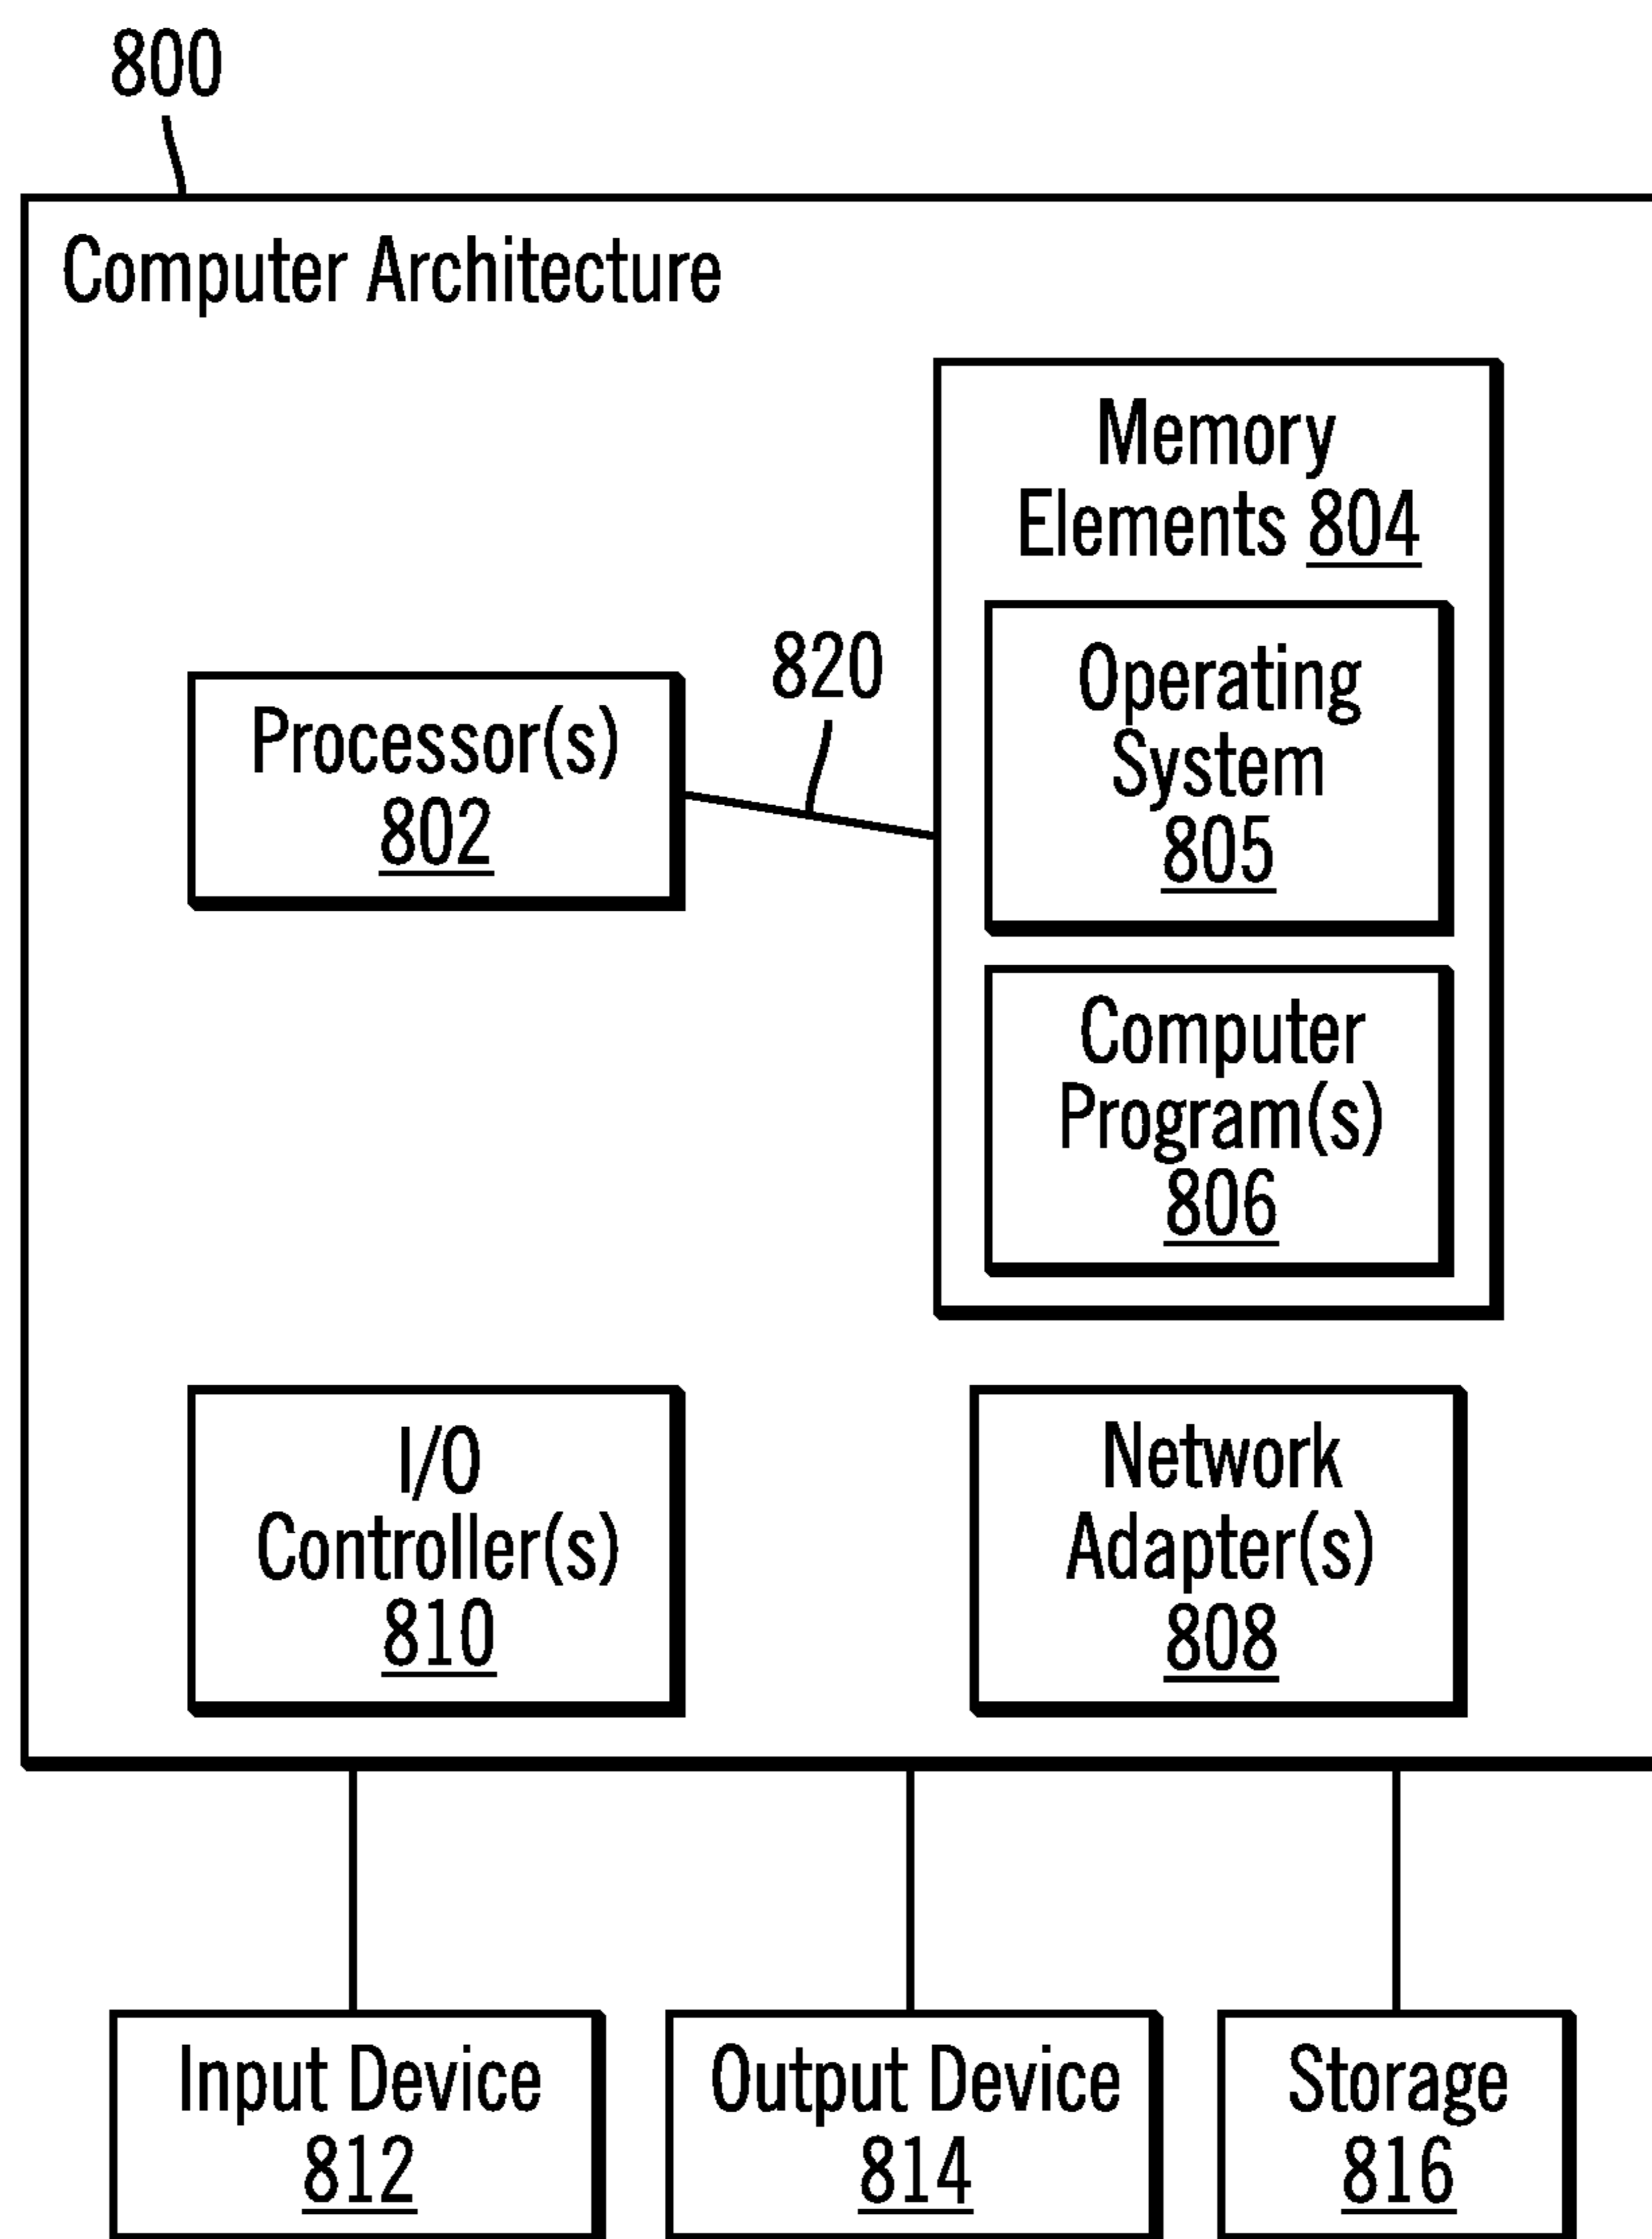 800
Computer Architecture
Memory
Elements 804
820
Operating
System
805
Processor(s)
802
Computer
Program(s)
806
I/O
Controller(s)
810
Network
Adapter(s)
808
Input Device
812
Output Device
814
Storage
816